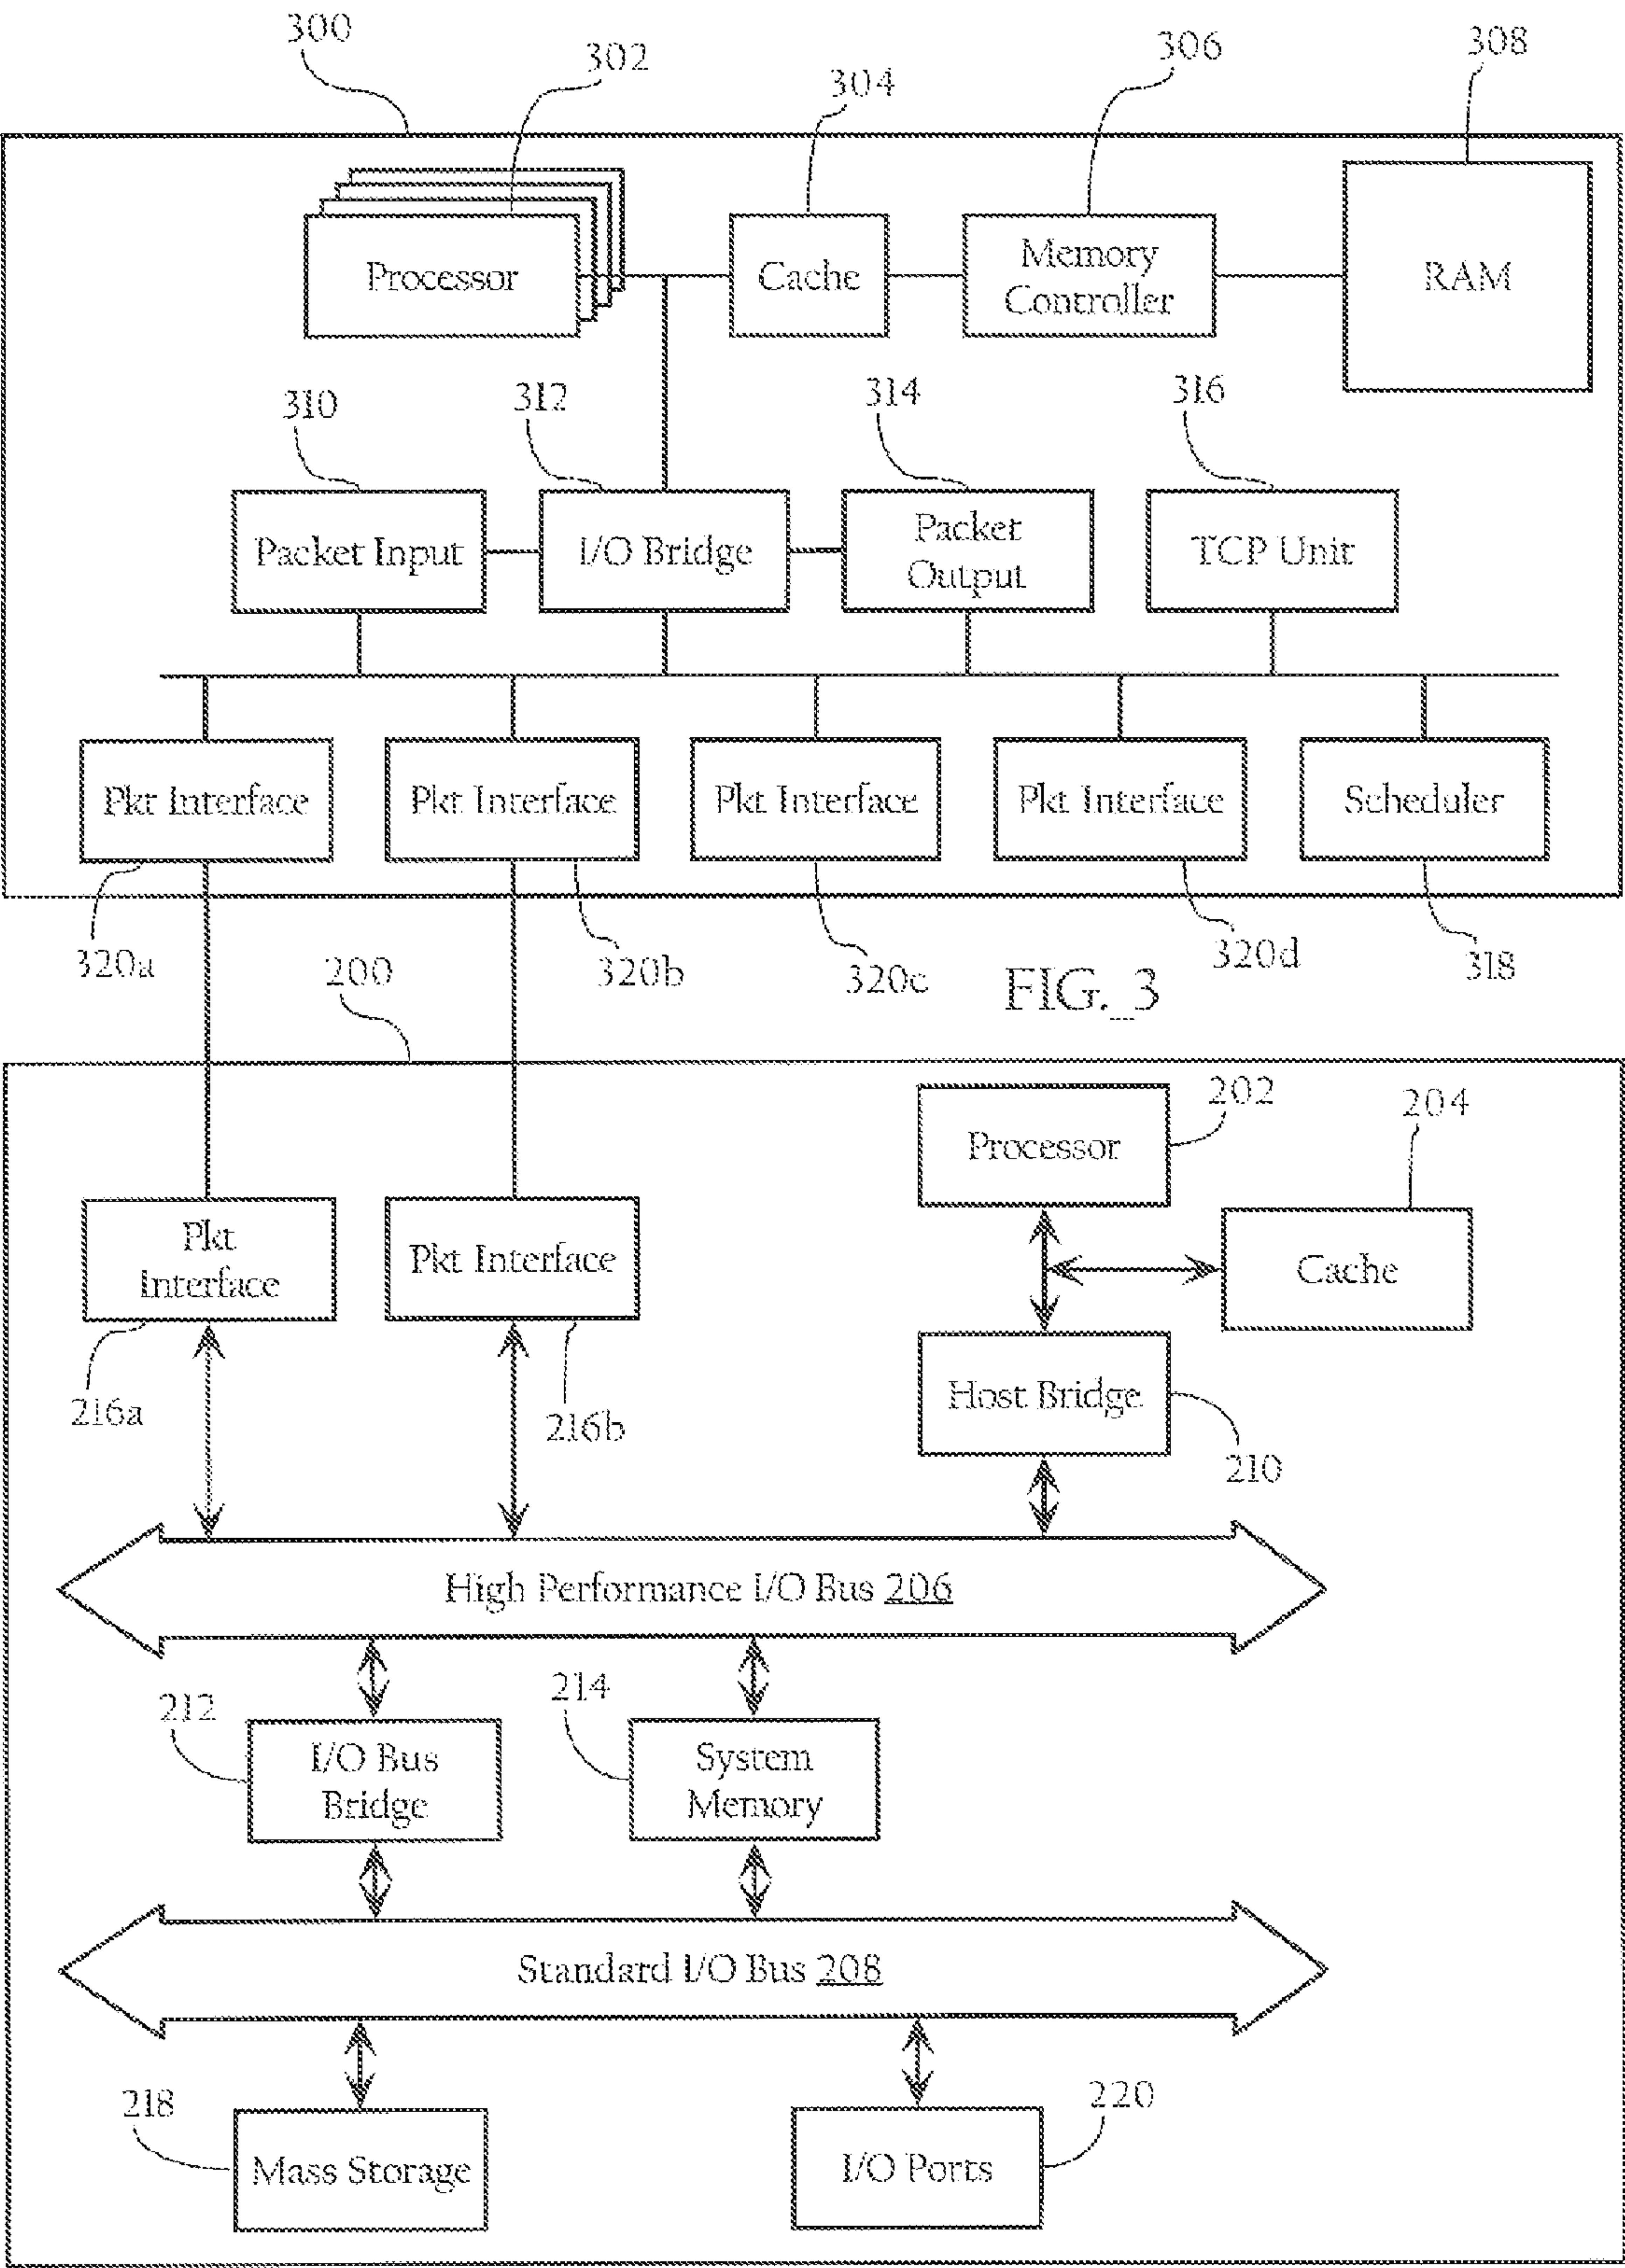 300
302
304
306
308
Processor
Cache
Memory
Controller
RAM
310
312
314
316
Packet Input
I/O Bridge
Packet
Output
TCP Unit
Pkt Interface
Pkt Interface
Pkt Interface
Pkt Interface
Scheduler
320a
320b
320c
320d
318
FIG._3
200
202
204
Processor
Pkt
Interface
Pkt Interface
Cache
216a
216b
Host Bridge
210
High Performance I/O Bus 206
212
214
I/O Bus
Bridge
System
Memory
Standard I/O Bus 208
218
220
Mass Storage
I/O Ports